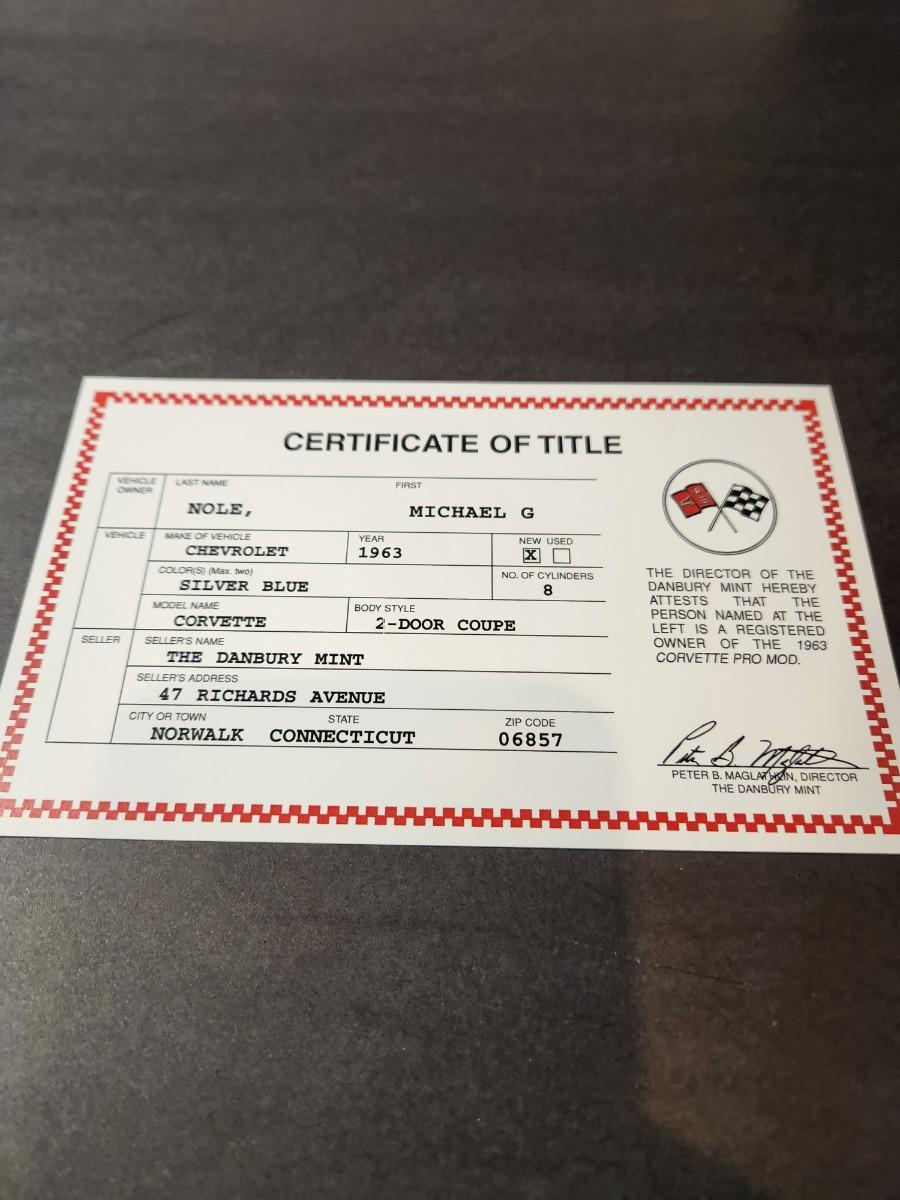 CERTIFICATE OF TITLE
VEHICLE OWNER
LAST NAME FIRST
NOLE, MICHAEL G
VEHICLE
MAKE OF VEHICLE YEAR NEW USED
CHEVROLET 1963 X
COLOR(S) (Max. two) NO. OF CYLINDERS
SILVER BLUE 8
MODEL NAME BODY STYLE
CORVETTE 2-DOOR COUPE
SELLER
SELLER'S NAME
THE DANBURY MINT
SELLER'S ADDRESS
47 RICHARDS AVENUE
CITY OR TOWN STATE ZIP CODE
NORWALK CONNECTICUT 06857
THE DIRECTOR OF THE
DANBURY MINT HEREBY
ATTESTS THAT THE
PERSON NAMED AT THE
LEFT IS A REGISTERED
OWNER OF THE 1963
CORVETTE PRO MOD.
PETER B. MAGLATHLIN, DIRECTOR
THE DANBURY MINT